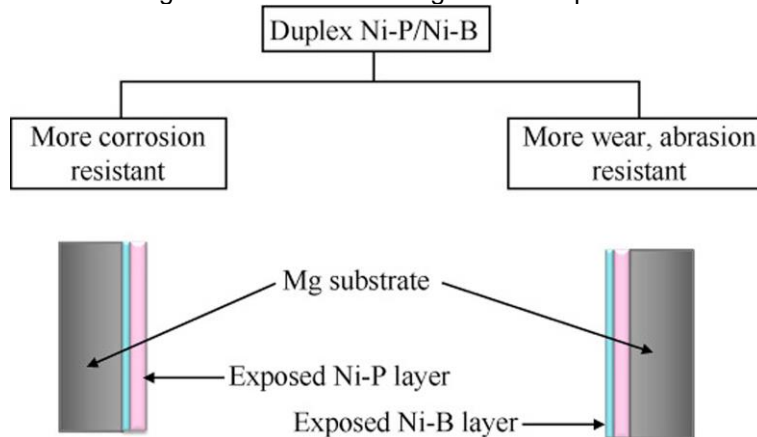 Duplex Ni-P/Ni-B
More corrosion
resistant
More wear, abrasion
resistant
Mg substrate
Exposed Ni-P layer
Exposed Ni-B layer